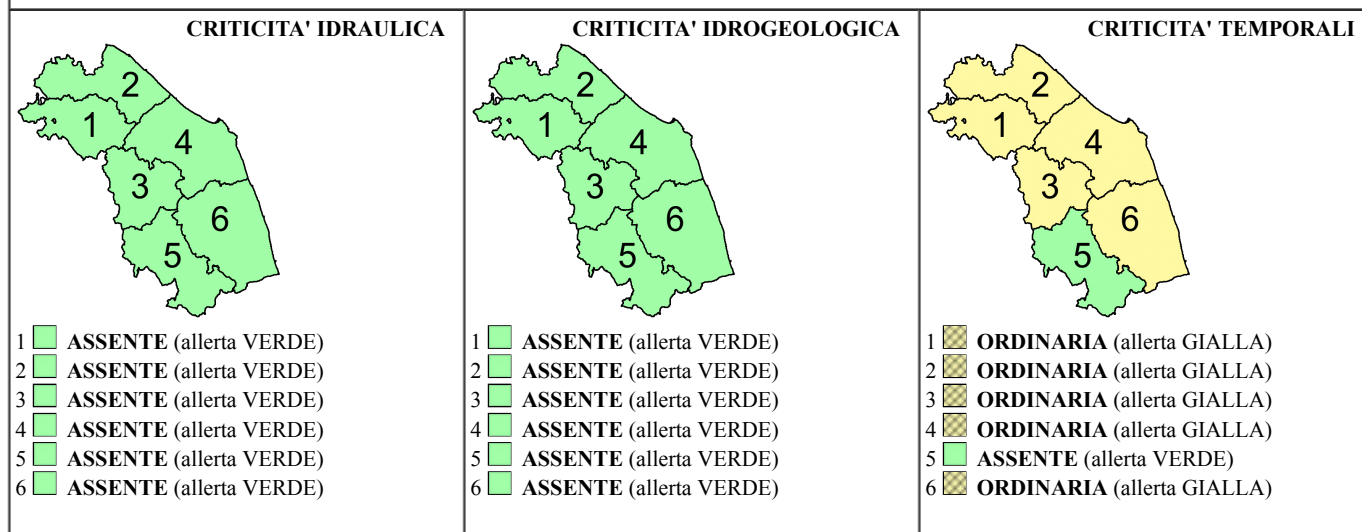 CRITICITA' IDRAULICA
2
1
4
3
6
5
1 ASSENTE (allerta VERDE)
2 ASSENTE (allerta VERDE)
3 ASSENTE (allerta VERDE)
4 ASSENTE (allerta VERDE)
5 ASSENTE (allerta VERDE)
6 ASSENTE (allerta VERDE)
CRITICITA' IDROGEOLOGICA
2
1
4
3
6
5
1 ASSENTE (allerta VERDE)
2 ASSENTE (allerta VERDE)
3 ASSENTE (allerta VERDE)
4 ASSENTE (allerta VERDE)
5 ASSENTE (allerta VERDE)
6 ASSENTE (allerta VERDE)
CRITICITA' TEMPORALI
2
1
4
3
6
5
1 ORDINARIA (allerta GIALLA)
2 ORDINARIA (allerta GIALLA)
3 ORDINARIA (allerta GIALLA)
4 ORDINARIA (allerta GIALLA)
5 ASSENTE (allerta VERDE)
6 ORDINARIA (allerta GIALLA)